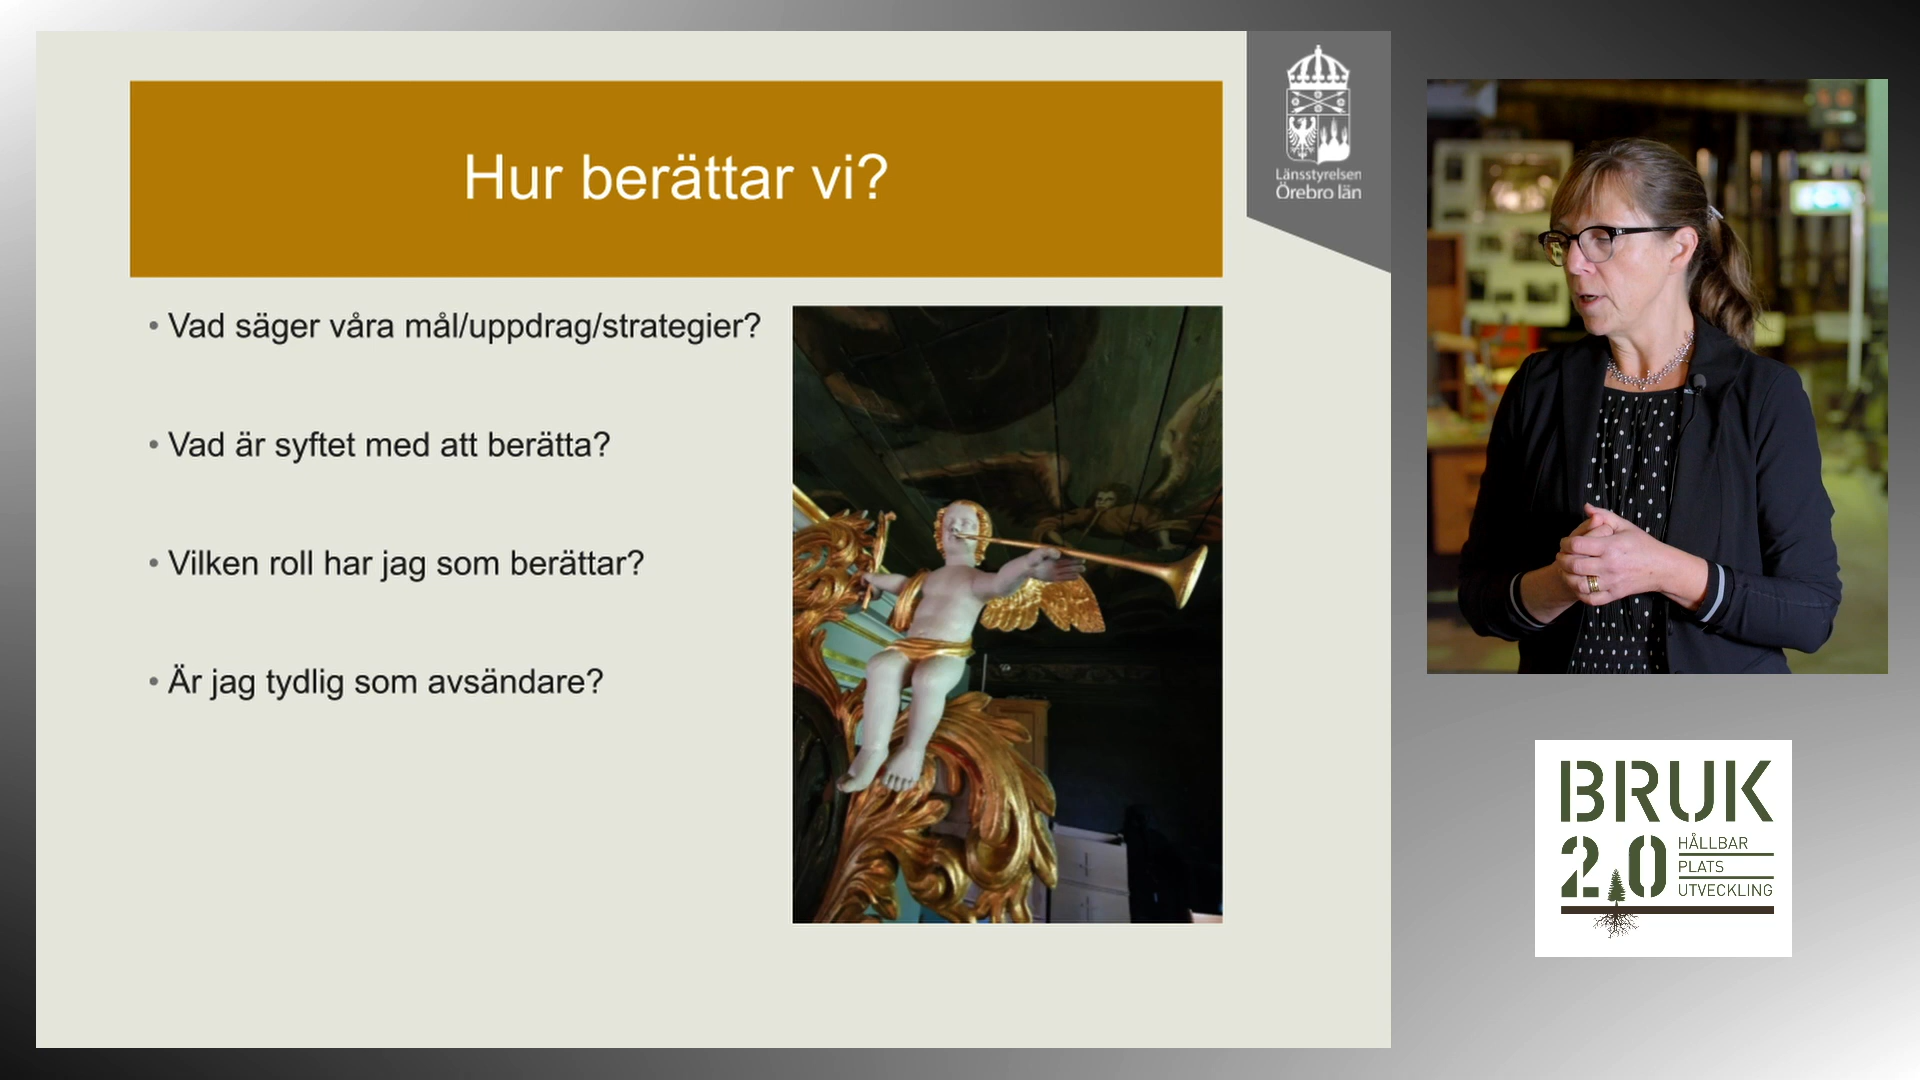 Hur berättar vi?
Länsstyrelsen
Örebro län
• Vad säger våra mål/uppdrag/strategier?
• Vad är syftet med att berätta?
• Vilken roll har jag som berättar?
• Är jag tydlig som avsändare?
BRUK
2.0
HÅLLBAR
PLATS
UTVECKLING